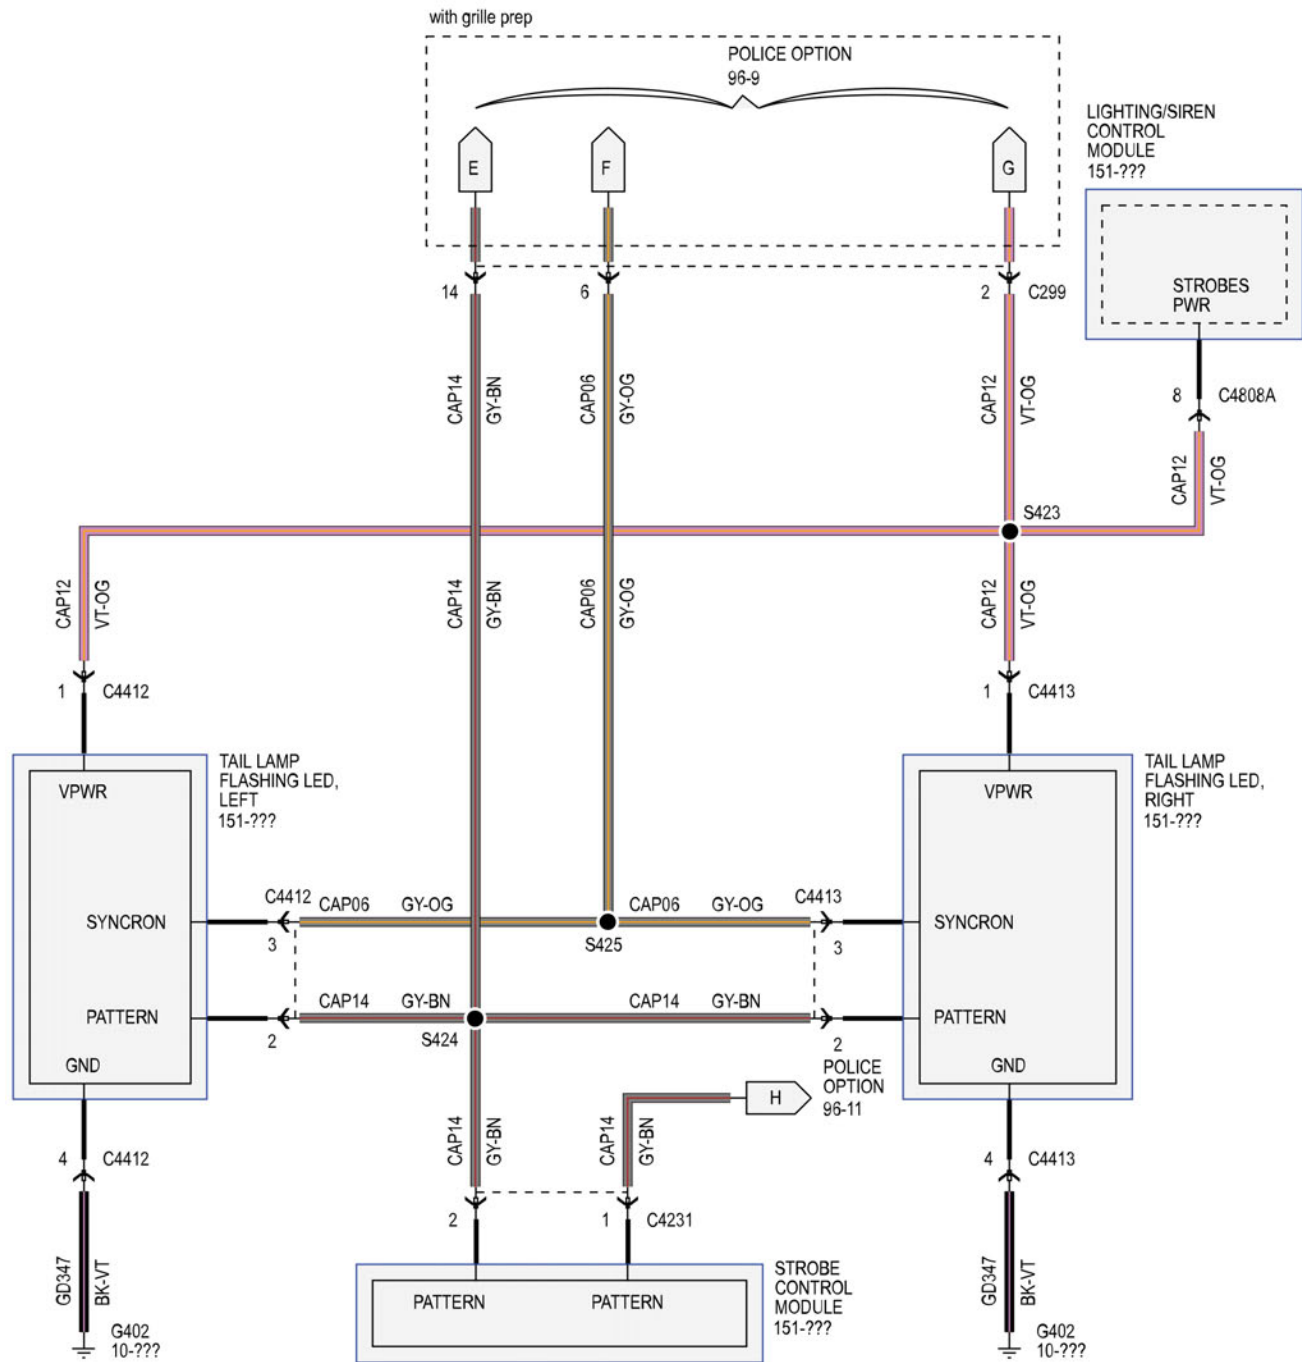 with grille prep
POLICE OPTION
96-9
LIGHTING/SIREN
CONTROL
MODULE
151-???
E
F
G
STROBES
PWR
14
6
2
C299
CAP14
GY-BN
CAP06
GY-OG
CAP12
VT-OG
8
C4808A
CAP12
VT-OG
S423
CAP12
VT-OG
CAP14
GY-BN
CAP06
GY-OG
CAP12
VT-OG
1
C4412
1
C4413
TAIL LAMP
FLASHING LED,
LEFT
151-???
VPWR
TAIL LAMP
FLASHING LED,
RIGHT
151-???
VPWR
SYNCRON
C4412
3
CAP06
GY-OG
S425
CAP06
GY-OG
C4413
3
SYNCRON
PATTERN
2
CAP14
GY-BN
S424
CAP14
GY-BN
2
PATTERN
GND
GND
POLICE
OPTION
96-11
H
4
C4412
CAP14
GY-BN
CAP14
GY-BN
4
C4413
2
1
C4231
GD347
BK-VT
GD347
BK-VT
PATTERN
PATTERN
STROBE
CONTROL
MODULE
151-???
G402
10-???
G402
10-???